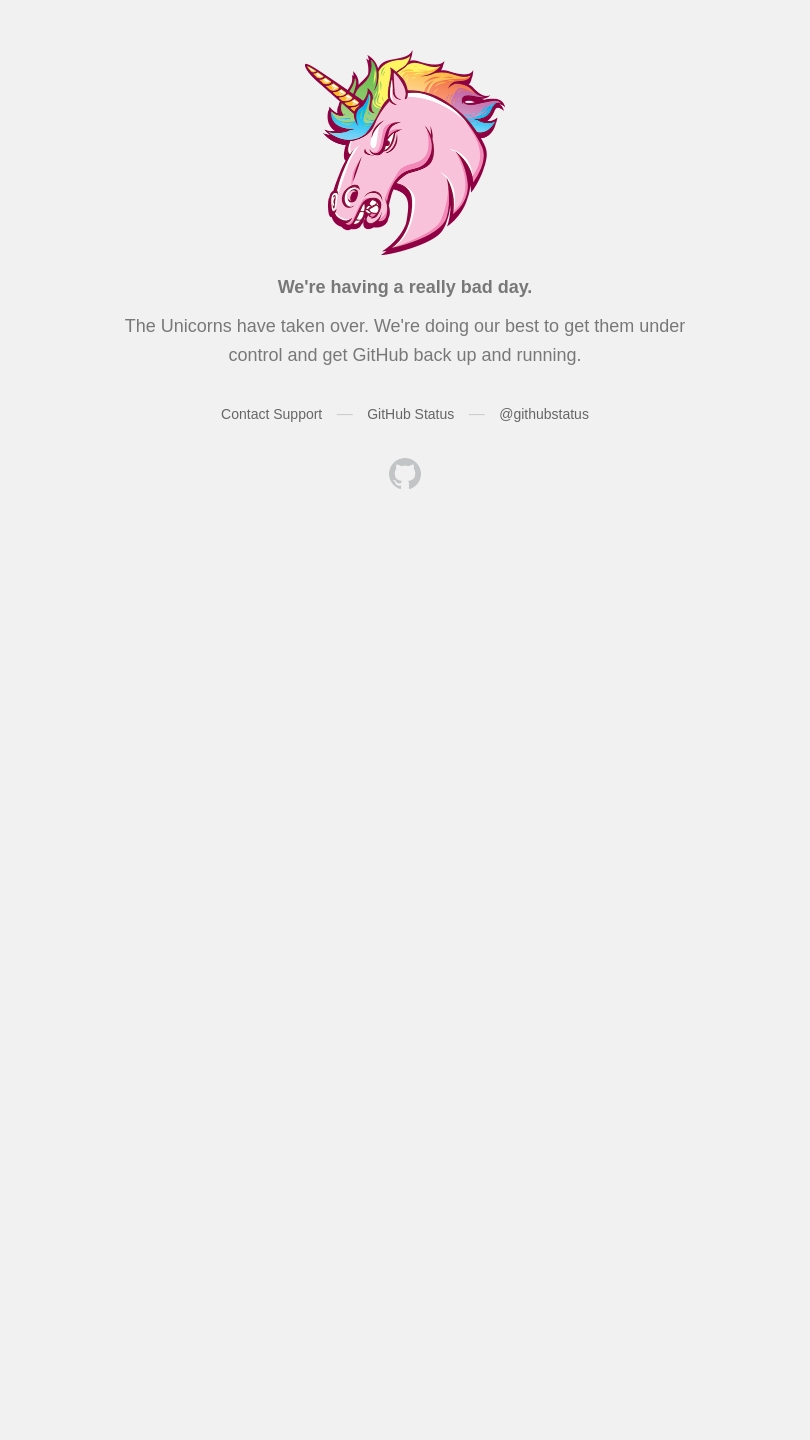 We're having a really bad day.
The Unicorns have taken over. We're doing our best to get them under
control and get GitHub back up and running.
Contact Support — GitHub Status — @githubstatus